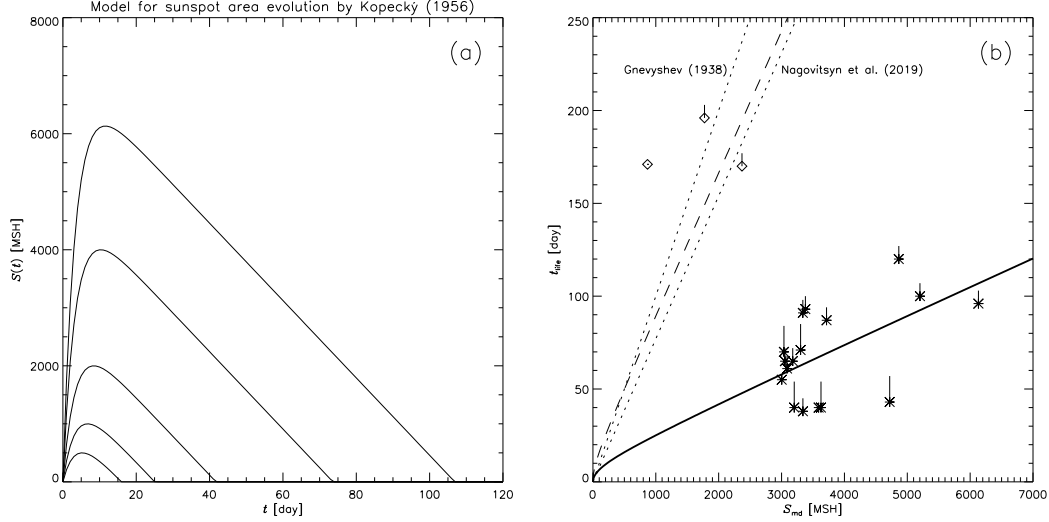 Model for sunspot area evolution by Kopecký (1956)
(a)
8000
6000
4000
2000
0
S(t) [MSH]
0 20 40 60 80 100 120
t [day]
(b)
Gnevyshev (1938)
Nagovitsyn et al. (2019)
250
200
150
100
50
0
t_life [day]
0 1000 2000 3000 4000 5000 6000 7000
S_md [MSH]